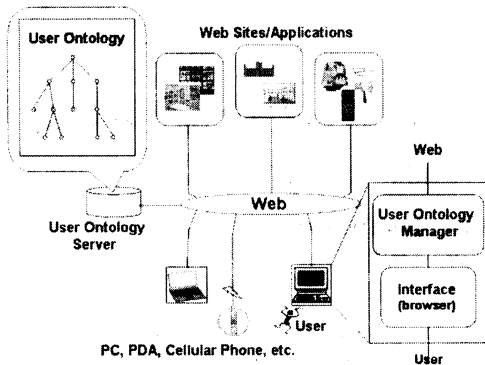 User Ontology
Web Sites/Applications
Web
Web
User Ontology
Server
User Ontology
Manager
Interface
(browser)
User
PC, PDA, Cellular Phone, etc.
User